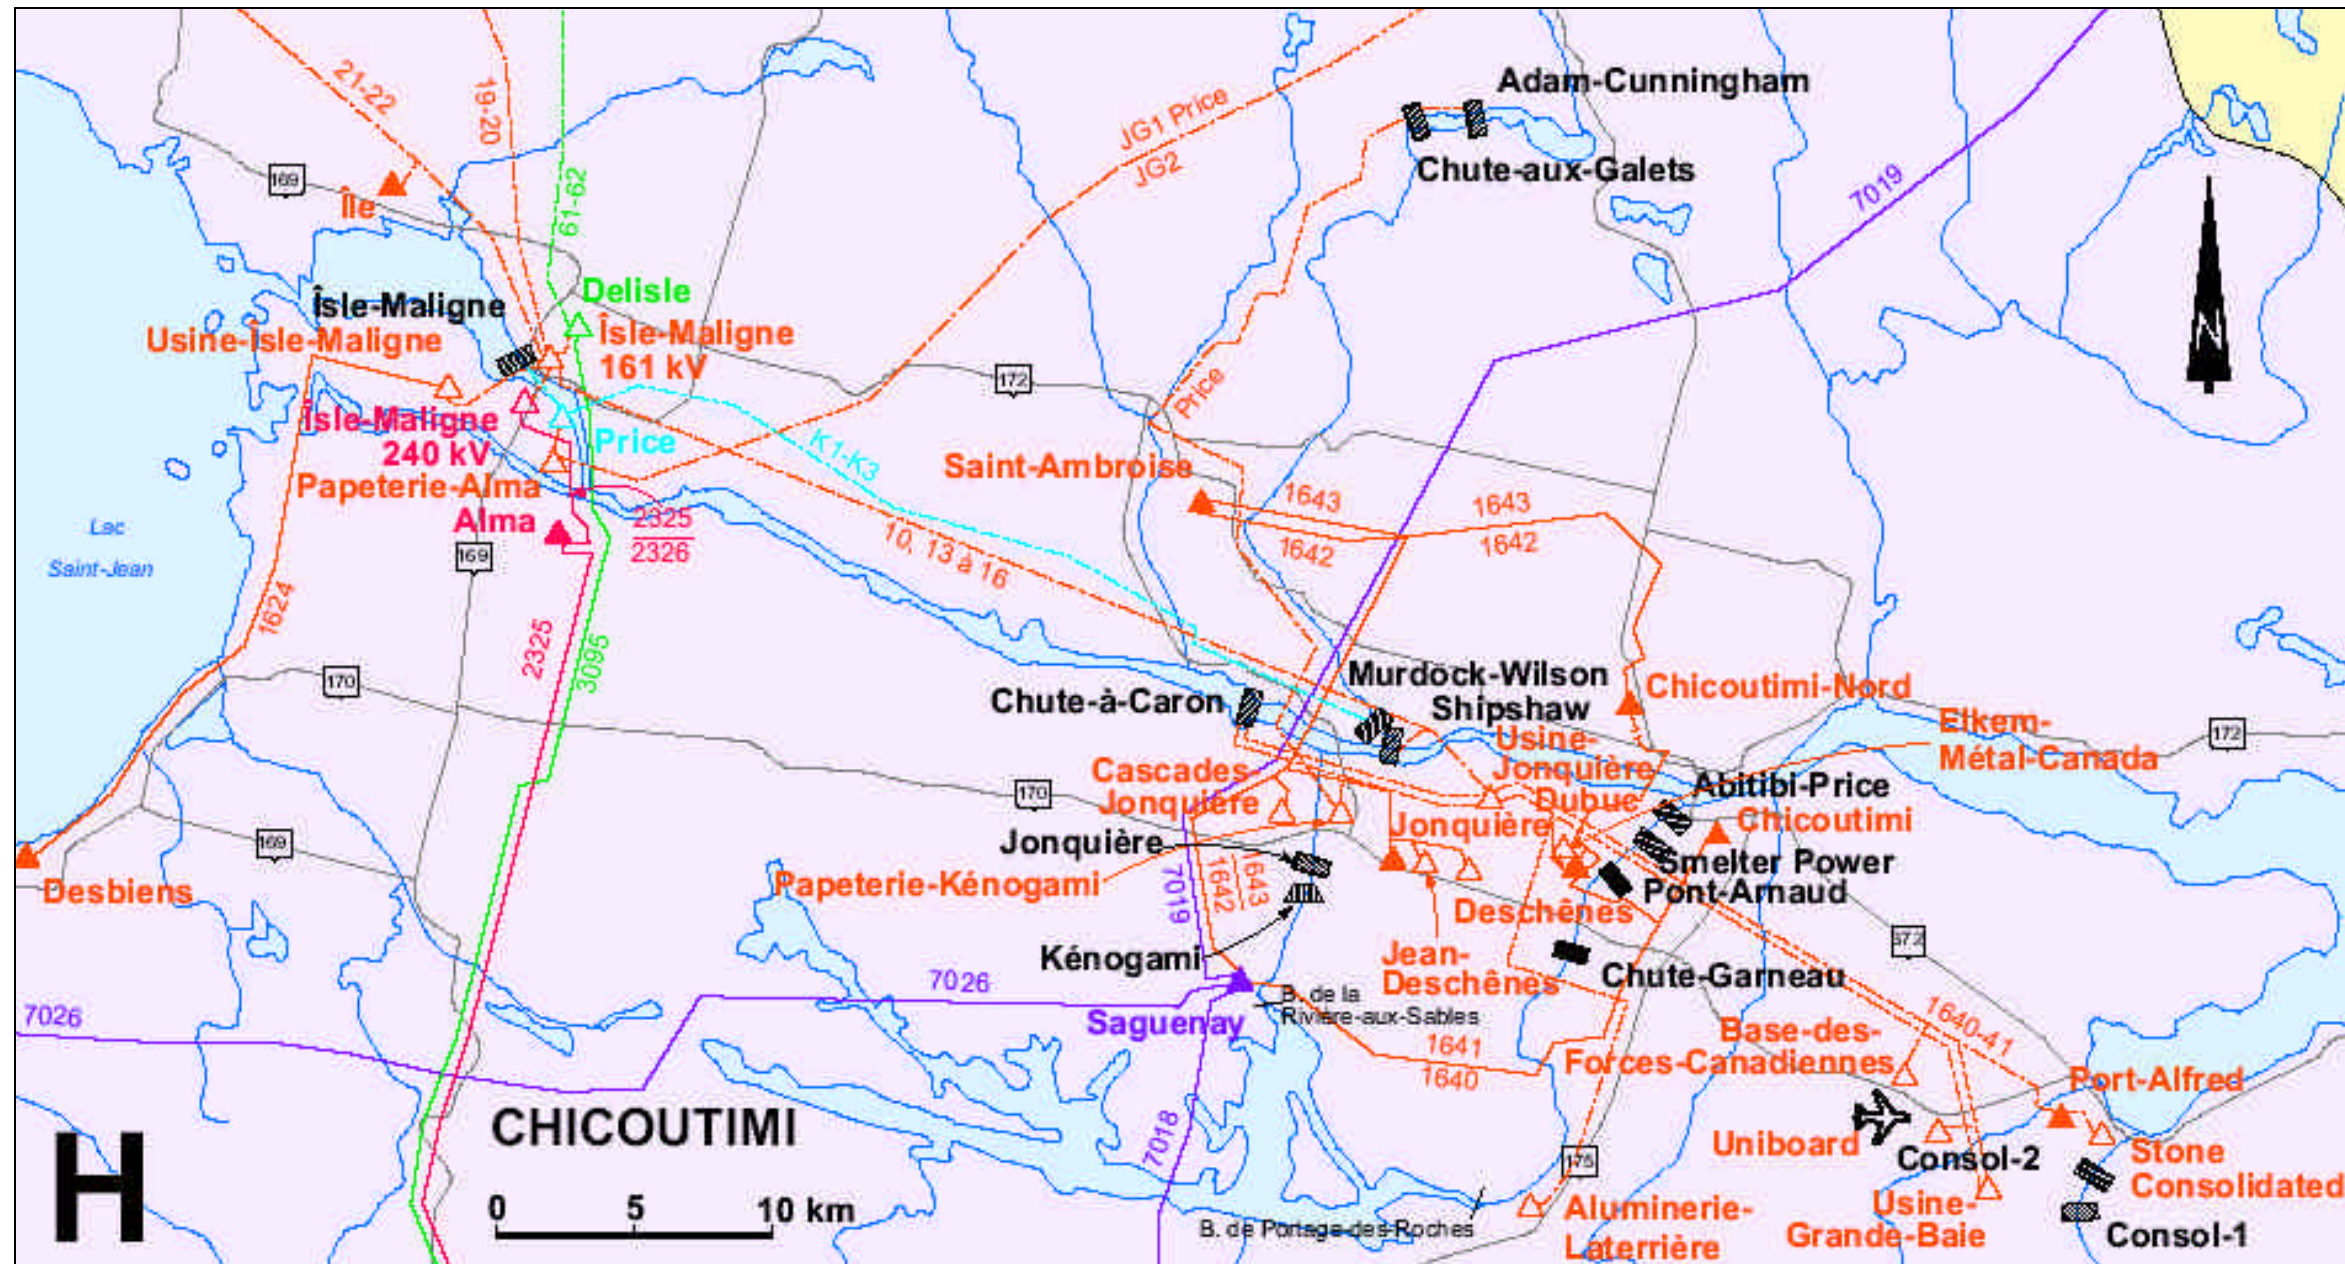 21-22
19-20
61-62
JG1 Price
JG2
Adam-Cunningham
Chute-aux-Galets
7019
169
Île
Delisle
Îsle-Maligne
Usine-Isle-Maligne
Îsle-Maligne
161 kV
N
172
Price
Îsle-Maligne
240 kV
Price
K1-K3
Saint-Ambroise
Papeterie-Alma
Alma
2325
2326
1643
1642
1643
1642
10, 13 à 16
Lac
Saint-Jean
169
1624
2325
3095
170
Chute-à-Caron
Murdock-Wilson
Shipshaw
Chicoutimi-Nord
Elkem-
Métal-Canada
172
Usine-
Jonquière
Dubuc
Cascades-
Jonquière
170
Abitibi-Price
Chicoutimi
Jonquière
Jonquière
169
Desbiens
Papeterie-Kénogami
7019
1642
1643
Smelter Power
Pont-Arnaud
Deschênes
Kénogami
Jean-
Deschênes
Chute-Garneau
372
7026
7026
Saguenay
B. de la
Rivière-aux-Sables
1641
1640
1640-41
Base-des-
Forces-Canadiennes
Port-Alfred
CHICOUTIMI
H
0 5 10 km
7018
175
Uniboard
Consol-2
Stone
Consolidated
B. de Portage-des-Roches
Aluminerie-
Laterrière
Usine-
Grande-Baie
Consol-1